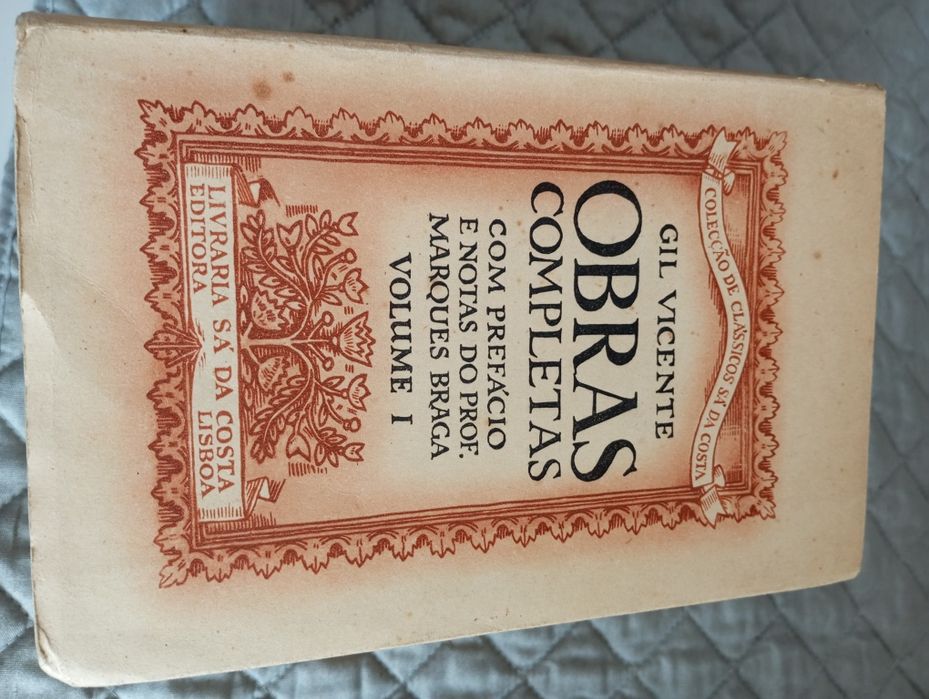 COLECÇÃO DE CLÁSSICOS SÁ DA COSTA
GIL VICENTE
OBRAS
COMPLETAS
COM PREFÁCIO
E NOTAS DO PROF.
MARQUES BRAGA
VOLUME I
LIVRARIA SÁ DA COSTA
EDITORA LISBOA